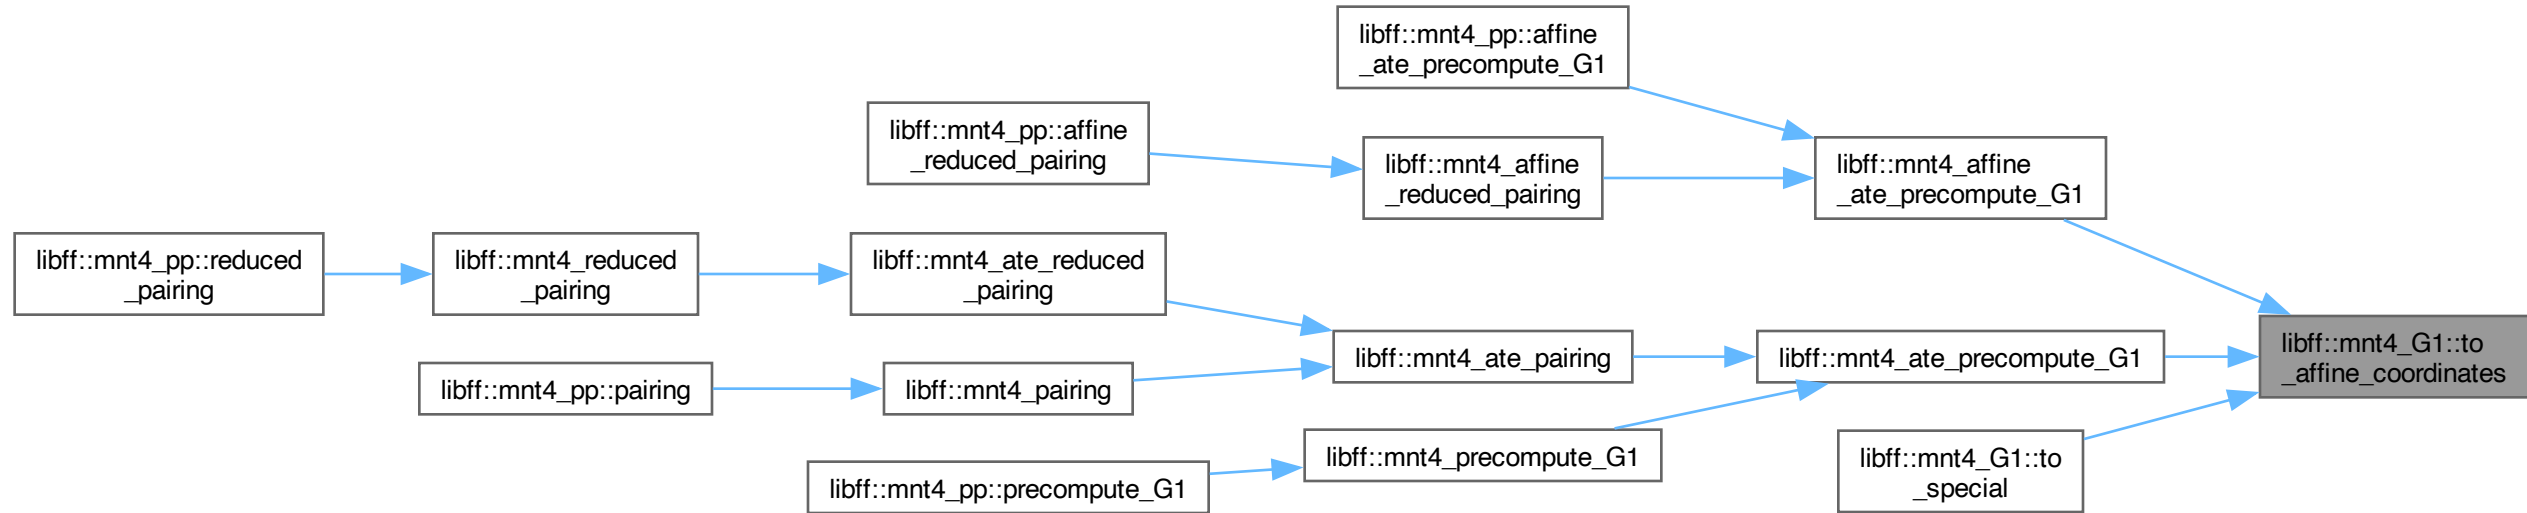 libff::mnt4_pp::affine
_ate_precompute_G1
libff::mnt4_pp::affine
_reduced_pairing
libff::mnt4_affine
_reduced_pairing
libff::mnt4_affine
_ate_precompute_G1
libff::mnt4_pp::reduced
_pairing
libff::mnt4_reduced
_pairing
libff::mnt4_ate_reduced
_pairing
libff::mnt4_ate_pairing
libff::mnt4_ate_precompute_G1
libff::mnt4_G1::to
_affine_coordinates
libff::mnt4_pp::pairing
libff::mnt4_pairing
libff::mnt4_precompute_G1
libff::mnt4_G1::to
_special
libff::mnt4_pp::precompute_G1